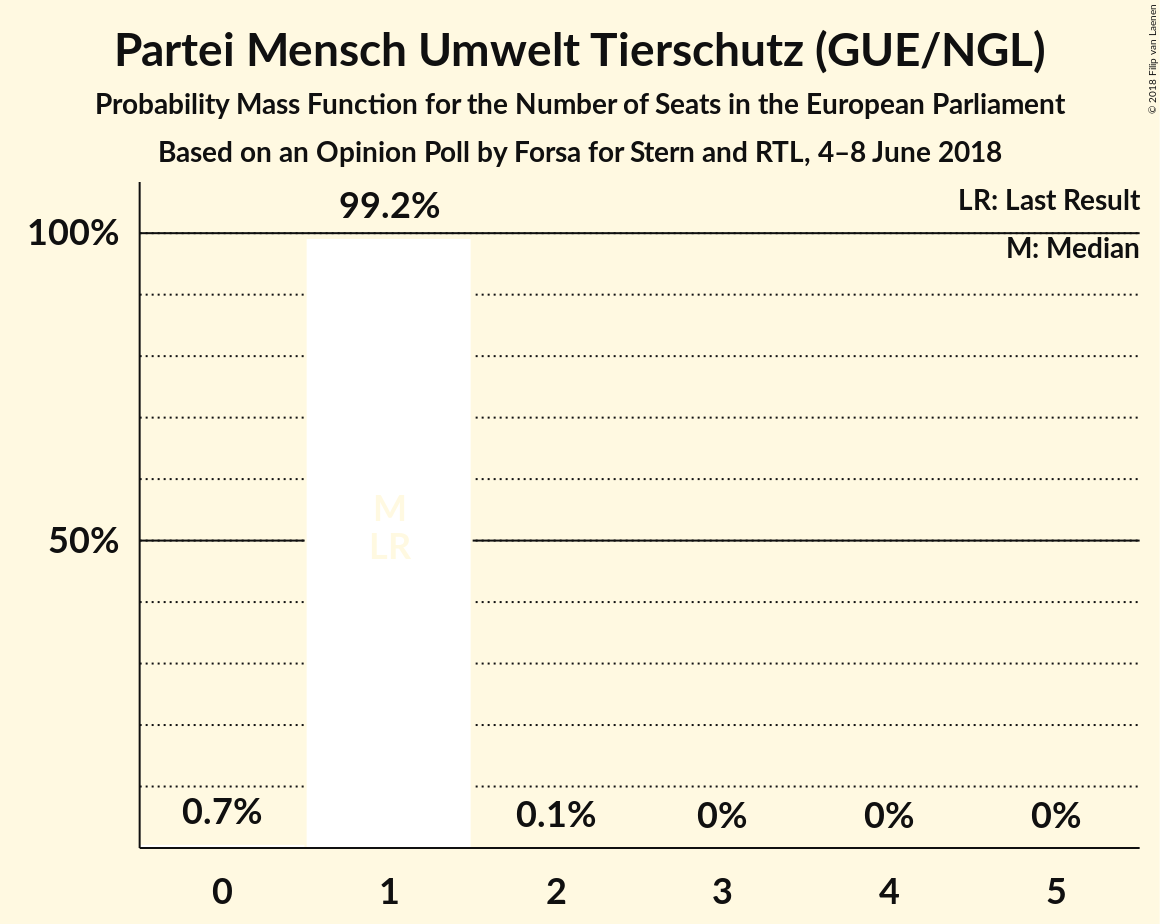 Partei Mensch Umwelt Tierschutz (GUE/NGL)
Probability Mass Function for the Number of Seats in the European Parliament
Based on an Opinion Poll by Forsa for Stern and RTL, 4–8 June 2018
© 2018 Filip van Laenen
LR: Last Result
M: Median
99.2%
100%
M
LR
50%
0.7%
0.1%
0%
0%
0%
0
1
2
3
4
5